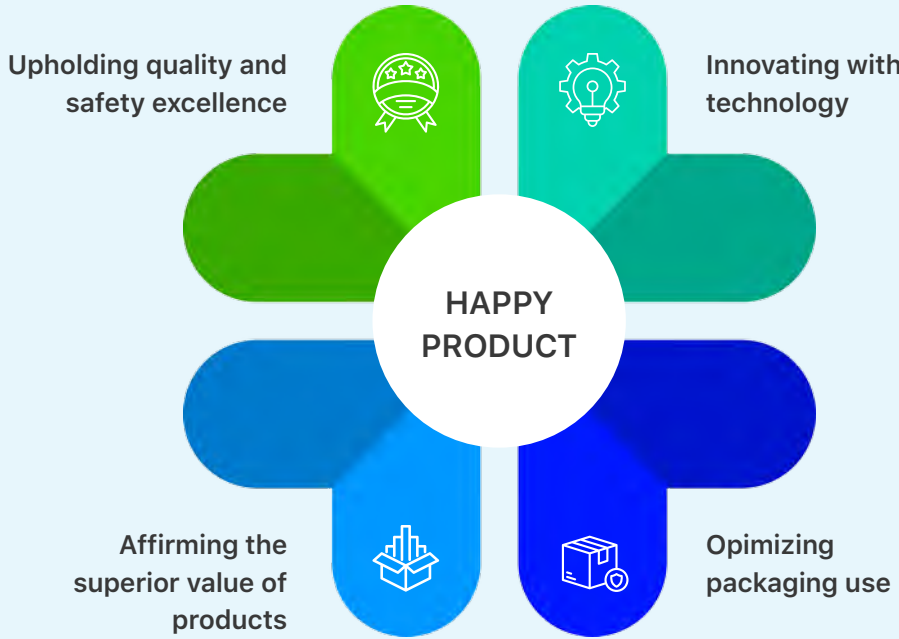 Upholding quality and
safety excellence
Innovating with
technology
HAPPY
PRODUCT
Affirming the
superior value of
products
Opimizing
packaging use